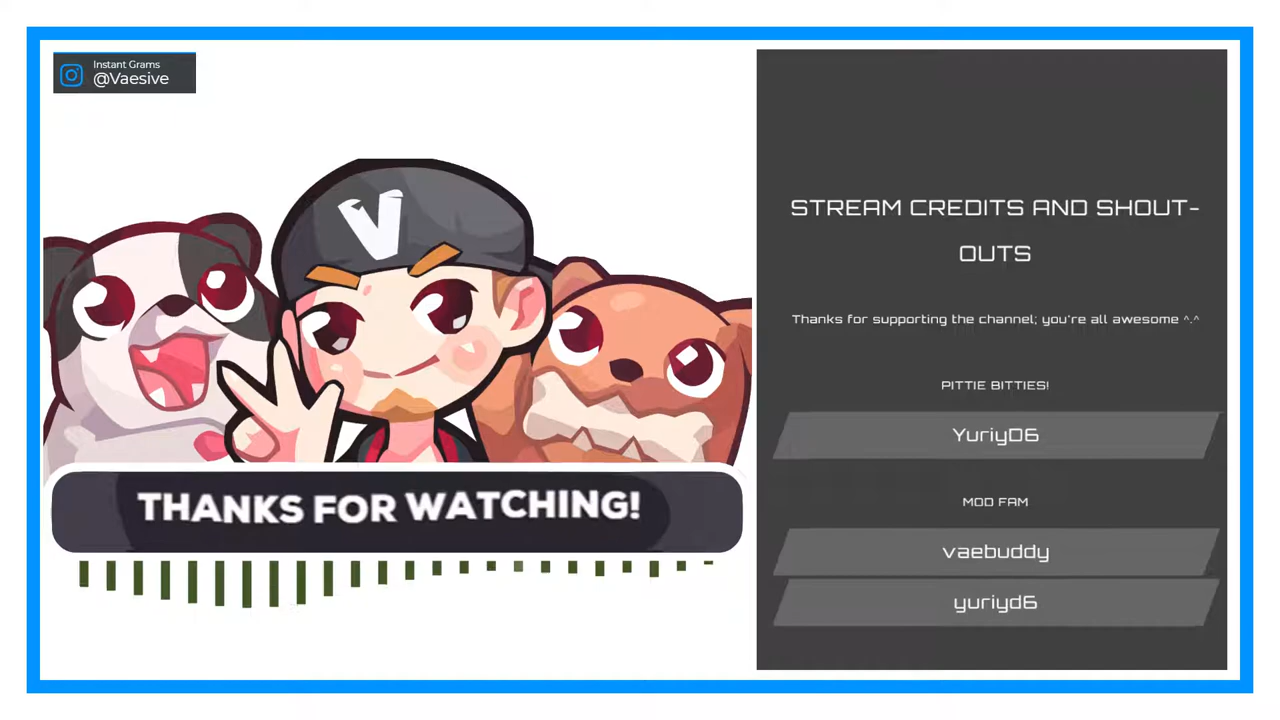 Instant Grams
@Vaesive
V
THANKS FOR WATCHING!
STREAM CREDITS AND SHOUT-
OUTS
Thanks for supporting the channel; you're all awesome ^.^
PITTIE BITTIES!
YuriyD6
MOD FAM
vaebuddy
yuriyd6